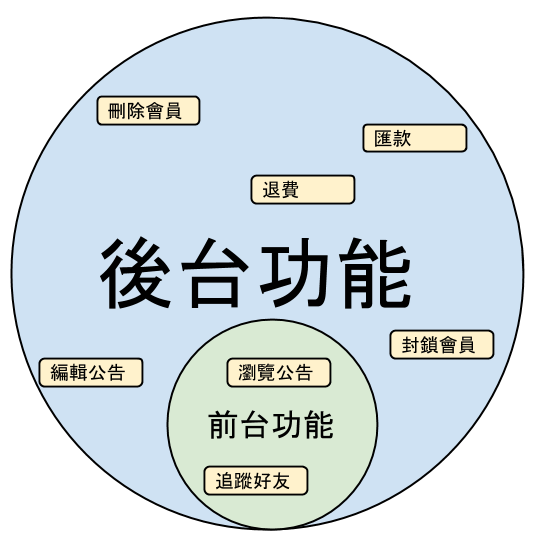 刪除會員
匯款
退費
後台功能
封鎖會員
編輯公告
瀏覽公告
前台功能
追蹤好友